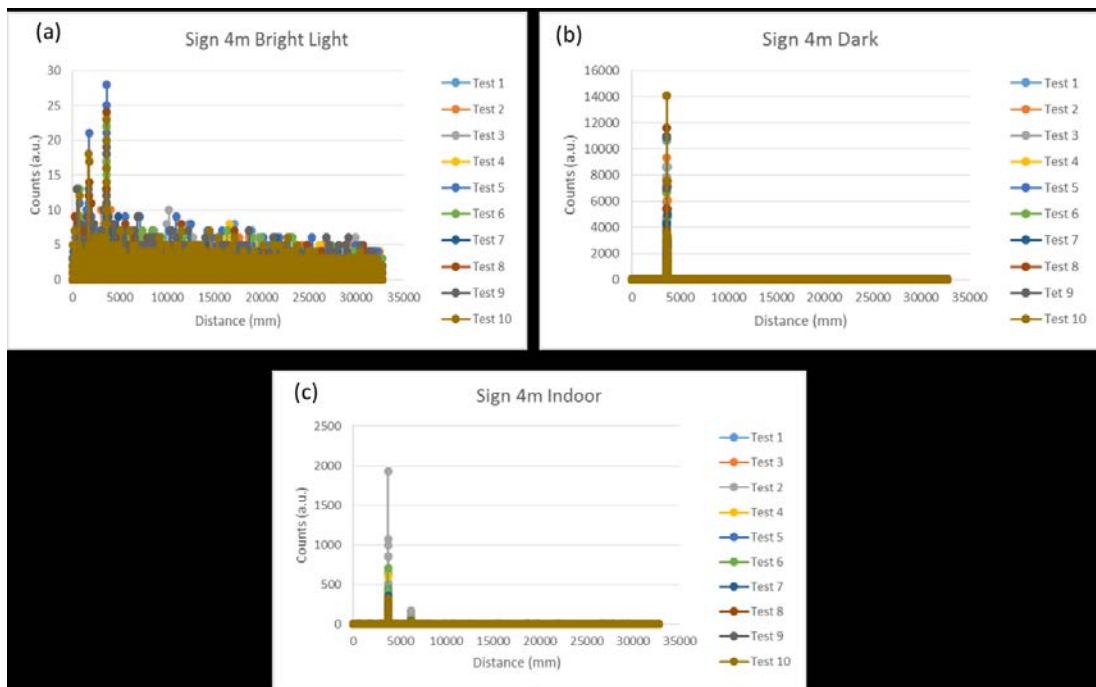 (a)
Sign 4m Bright Light
30
25
20
15
10
5
0
Counts (a.u.)
0 5000 10000 15000 20000 25000 30000 35000
Distance (mm)
Test 1
Test 2
Test 3
Test 4
Test 5
Test 6
Test 7
Test 8
Test 9
Test 10
(b)
Sign 4m Dark
16000
14000
12000
10000
8000
6000
4000
2000
0
Counts (a.u.)
0 5000 10000 15000 20000 25000 30000 35000
Distance (mm)
Test 1
Test 2
Test 3
Test 4
Test 5
Test 6
Test 7
Test 8
Tet 9
Test 10
(c)
Sign 4m Indoor
2500
2000
1500
1000
500
0
Counts (a.u.)
0 5000 10000 15000 20000 25000 30000 35000
Distance (mm)
Test 1
Test 3
Test 2
Test 4
Test 5
Test 6
Test 7
Test 8
Test 9
Test 10